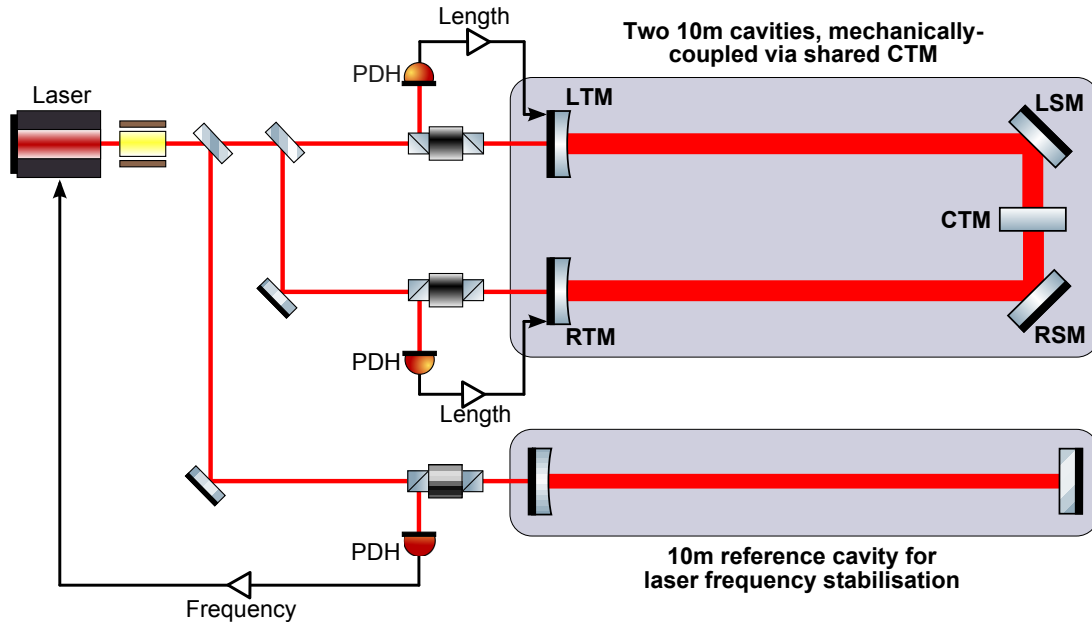 Length
Two 10m cavities, mechanically-
coupled via shared CTM
PDH
Laser
LTM
LSM
CTM
PDH
RTM
RSM
Length
PDH
10m reference cavity for
laser frequency stabilisation
Frequency